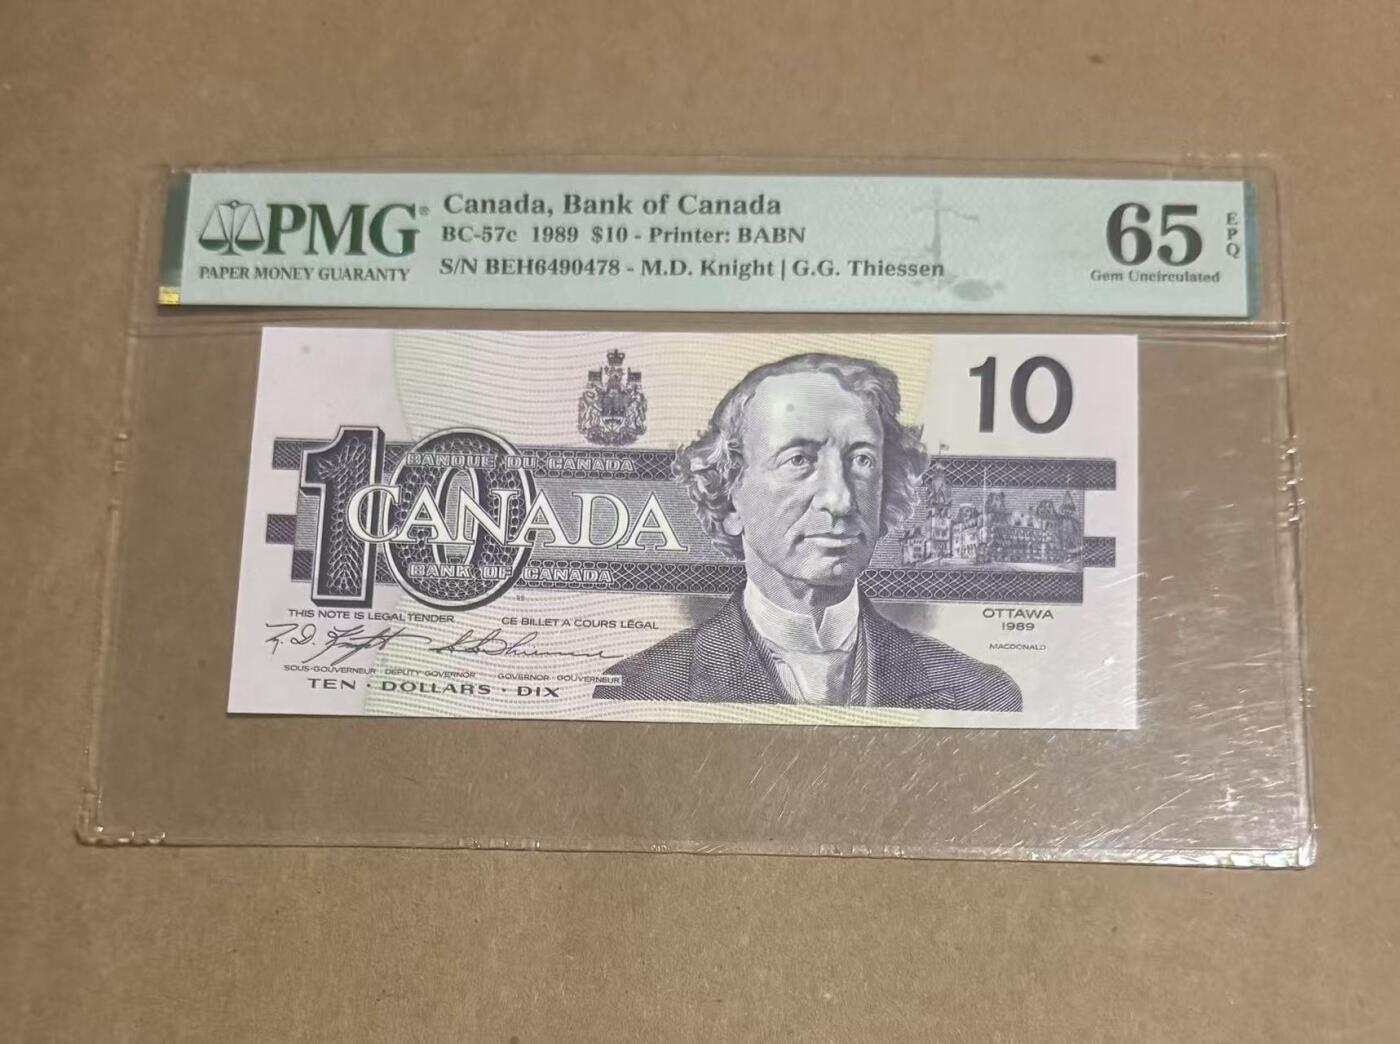 PMG®
PAPER MONEY GUARANTY
Canada, Bank of Canada
BC-57c 1989 $10 - Printer: BABN
S/N BEH6490478 - M.D. Knight | G.G. Thiessen
65
EPQ
Gem Uncirculated
10
10
BANQUE DU CANADA
CANADA
BANK OF CANADA
THIS NOTE IS LEGAL TENDER
CE BILLET A COURS LÉGAL
OTTAWA
1989
MACDONALD
SOUS-GOUVERNEUR DEPUTY-GOVERNOR
GOVERNOR-GOUVERNEUR
TEN · DOLLARS · DIX